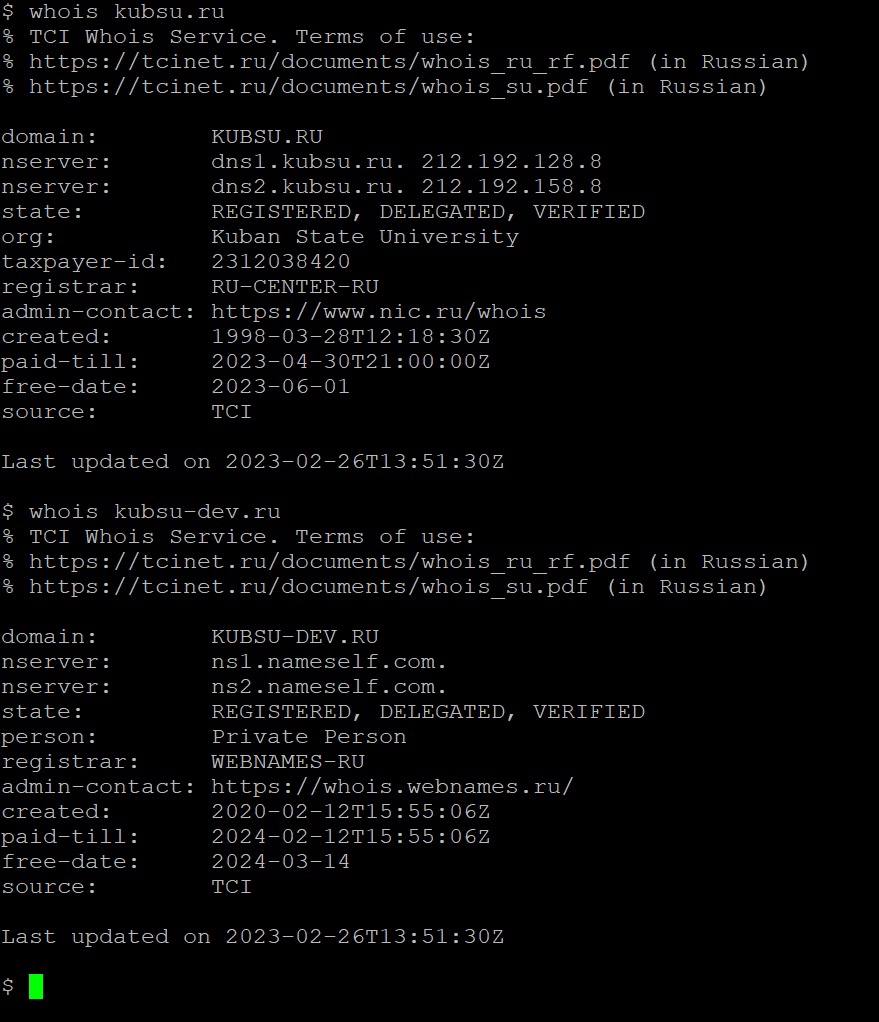 $ whois kubsu.ru
% TCI Whois Service. Terms of use:
% https://tcinet.ru/documents/whois_ru_rf.pdf (in Russian)
% https://tcinet.ru/documents/whois_su.pdf (in Russian)
domain:        KUBSU.RU
nserver:       dns1.kubsu.ru. 212.192.128.8
nserver:       dns2.kubsu.ru. 212.192.158.8
state:         REGISTERED, DELEGATED, VERIFIED
org:           Kuban State University
taxpayer-id:   2312038420
registrar:     RU-CENTER-RU
admin-contact: https://www.nic.ru/whois
created:       1998-03-28T12:18:30Z
paid-till:     2023-04-30T21:00:00Z
free-date:     2023-06-01
source:        TCI
Last updated on 2023-02-26T13:51:30Z
$ whois kubsu-dev.ru
% TCI Whois Service. Terms of use:
% https://tcinet.ru/documents/whois_ru_rf.pdf (in Russian)
% https://tcinet.ru/documents/whois_su.pdf (in Russian)
domain:        KUBSU-DEV.RU
nserver:       ns1.nameself.com.
nserver:       ns2.nameself.com.
state:         REGISTERED, DELEGATED, VERIFIED
person:        Private Person
registrar:     WEBNAMES-RU
admin-contact: https://whois.webnames.ru/
created:       2020-02-12T15:55:06Z
paid-till:     2024-02-12T15:55:06Z
free-date:     2024-03-14
source:        TCI
Last updated on 2023-02-26T13:51:30Z
$